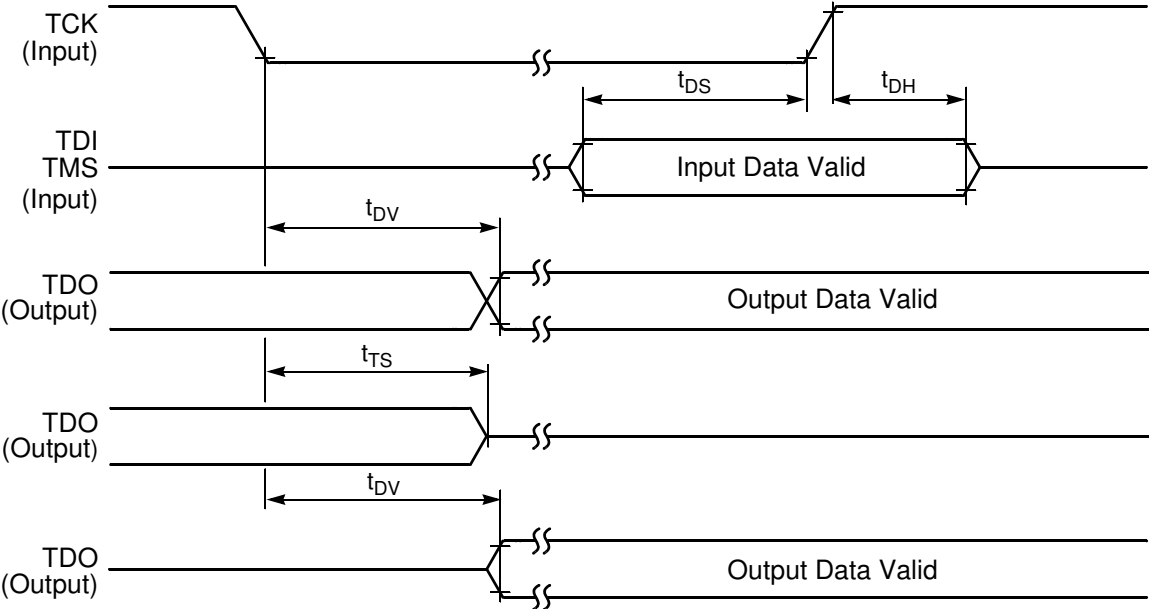 TCK
(Input)
tDS
tDH
TDI
TMS
(Input)
Input Data Valid
tDV
TDO
(Output)
Output Data Valid
tTS
TDO
(Output)
tDV
TDO
(Output)
Output Data Valid